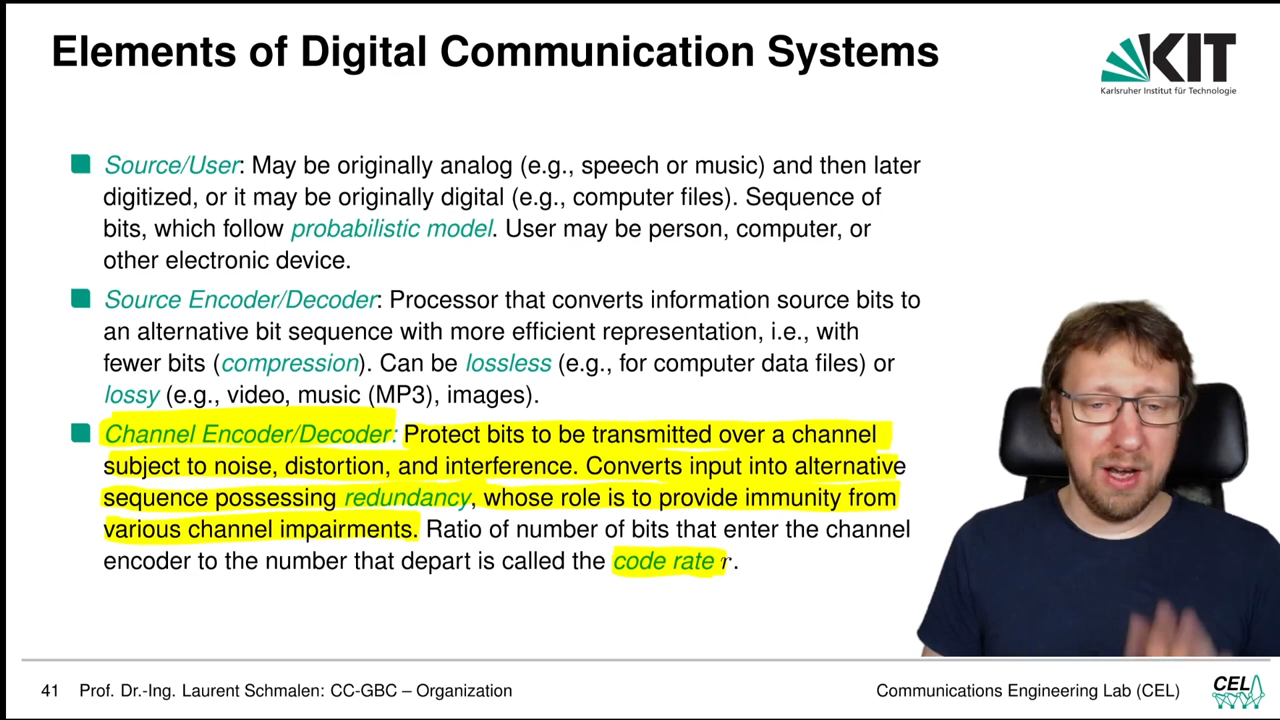 Elements of Digital Communication Systems
KIT
Karlsruher Institut für Technologie
Source/User: May be originally analog (e.g., speech or music) and then later
digitized, or it may be originally digital (e.g., computer files). Sequence of
bits, which follow probabilistic model. User may be person, computer, or
other electronic device.
Source Encoder/Decoder: Processor that converts information source bits to
an alternative bit sequence with more efficient representation, i.e., with
fewer bits (compression). Can be lossless (e.g., for computer data files) or
lossy (e.g., video, music (MP3), images).
Channel Encoder/Decoder: Protect bits to be transmitted over a channel
subject to noise, distortion, and interference. Converts input into alternative
sequence possessing redundancy, whose role is to provide immunity from
various channel impairments. Ratio of number of bits that enter the channel
encoder to the number that depart is called the code rate r.
41 Prof. Dr.-Ing. Laurent Schmalen: CC-GBC – Organization
Communications Engineering Lab (CEL)
CEL